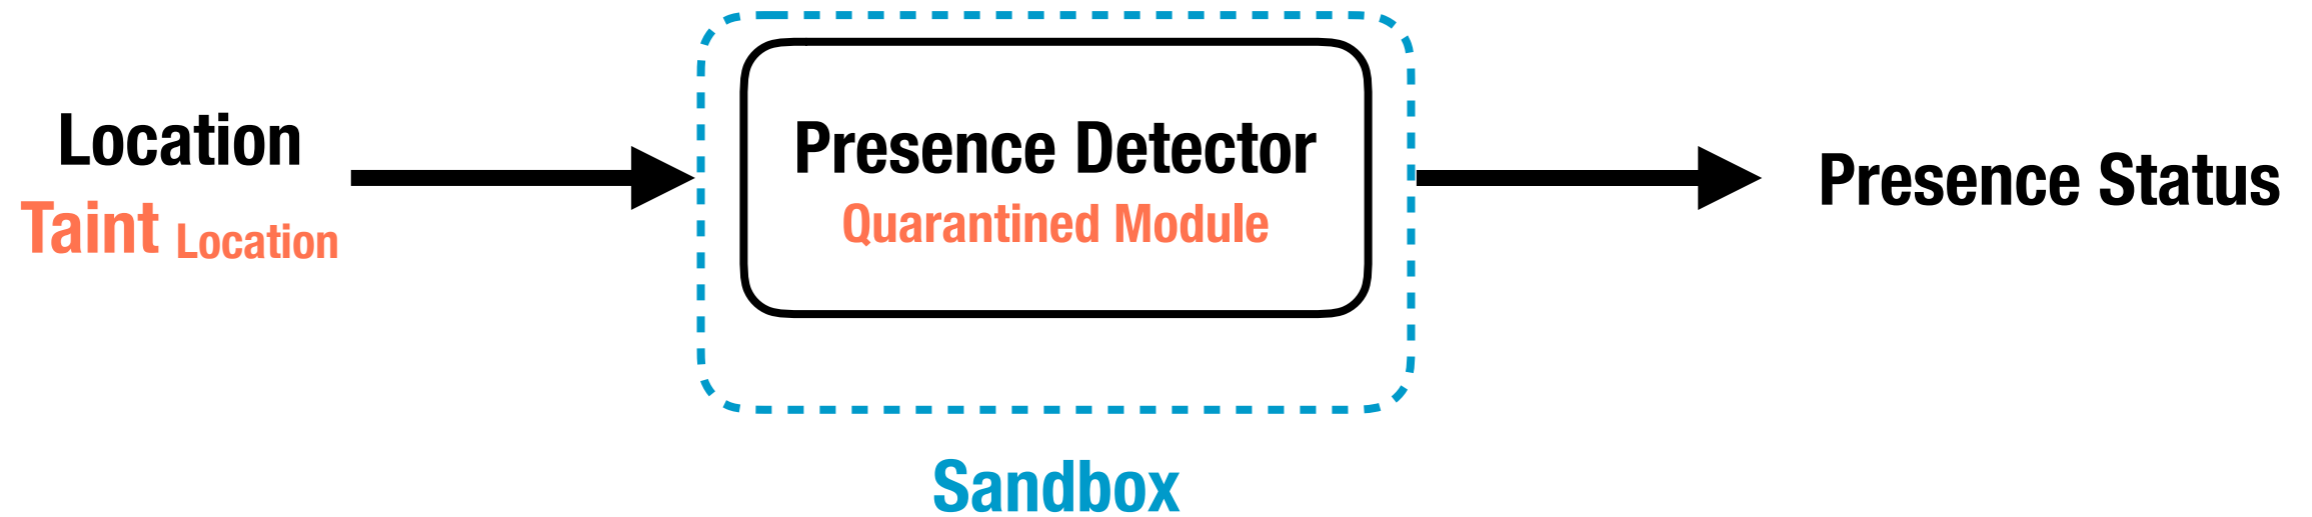 Location
Taint Location
Presence Detector
Quarantined Module
Presence Status
Sandbox